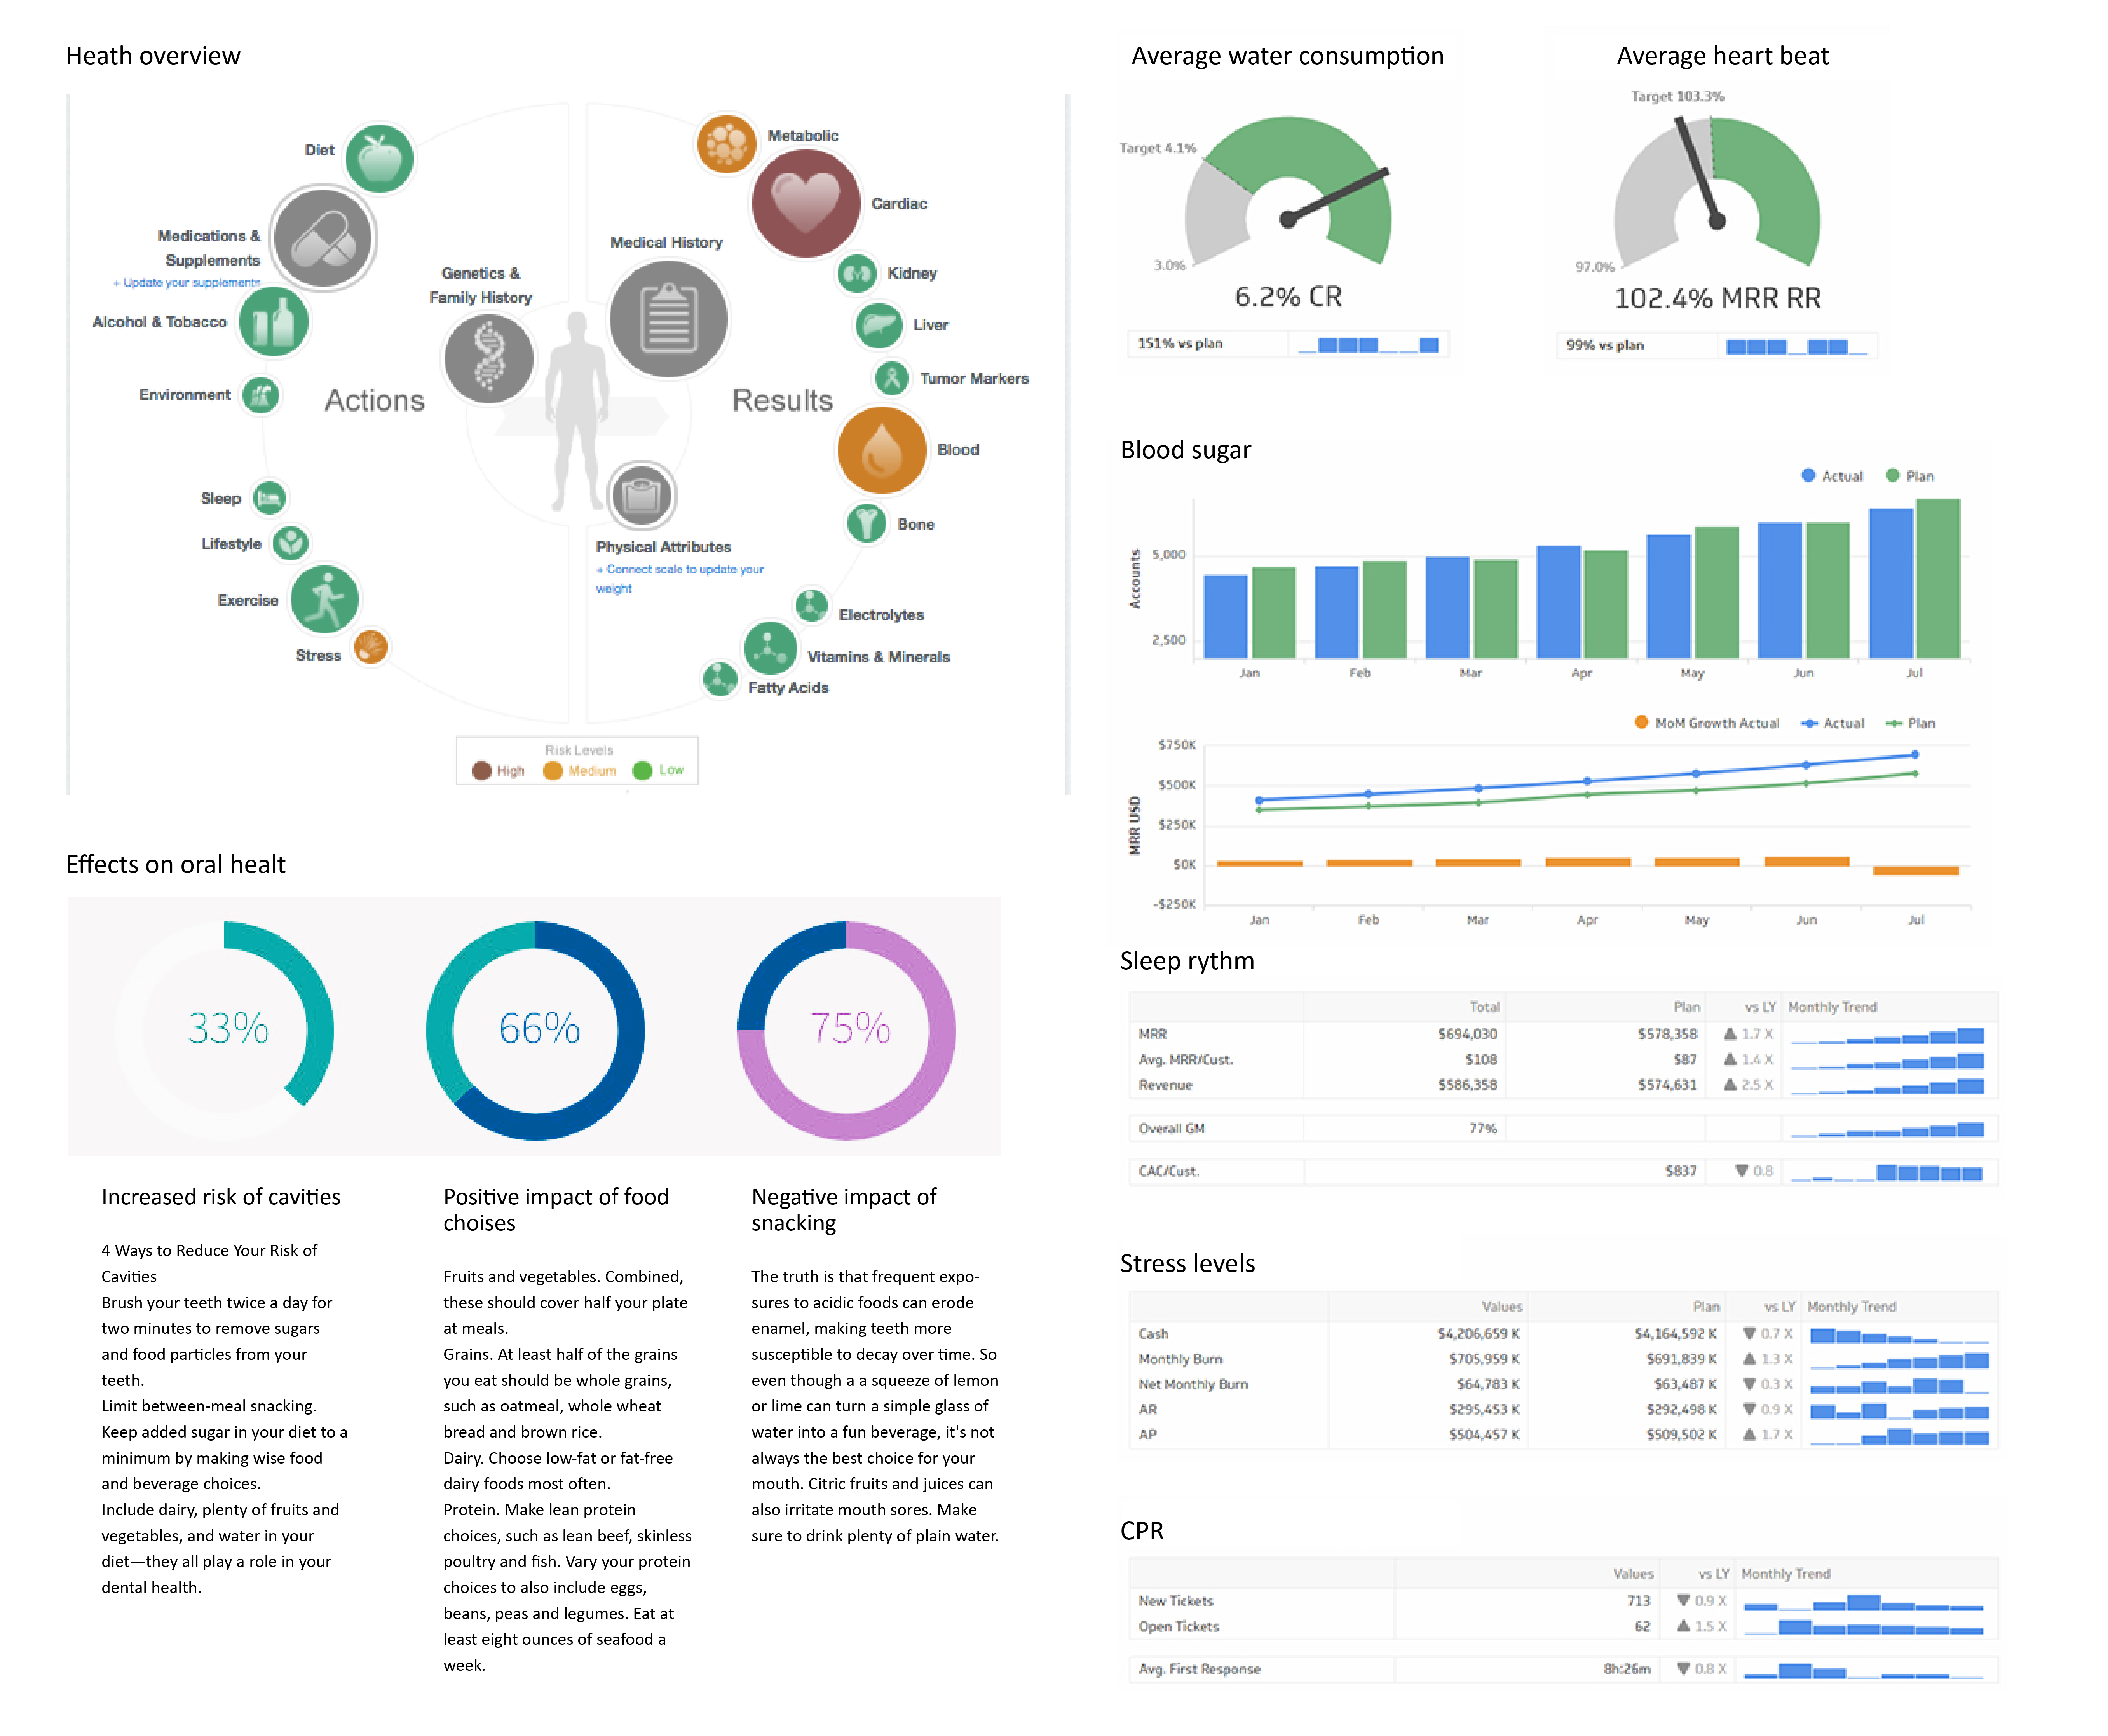 Heath overview
Diet
Medications &
Supplements
+ Update your supplements
Alcohol & Tobacco
Environment
Sleep
Lifestyle
Exercise
Stress
Actions
Genetics &
Family History
Medical History
Physical Attributes
+ Connect scale to update your
weight
Results
Metabolic
Cardiac
Kidney
Liver
Tumor Markers
Blood
Bone
Electrolytes
Vitamins & Minerals
Fatty Acids
Risk Levels
High Medium Low
Effects on oral healt
33%
66%
75%
Increased risk of cavities
4 Ways to Reduce Your Risk of
Cavities
Brush your teeth twice a day for
two minutes to remove sugars
and food particles from your
teeth.
Limit between-meal snacking.
Keep added sugar in your diet to a
minimum by making wise food
and beverage choices.
Include dairy, plenty of fruits and
vegetables, and water in your
diet—they all play a role in your
dental health.
Positive impact of food
choises
Fruits and vegetables. Combined,
these should cover half your plate
at meals.
Grains. At least half of the grains
you eat should be whole grains,
such as oatmeal, whole wheat
bread and brown rice.
Dairy. Choose low-fat or fat-free
dairy foods most often.
Protein. Make lean protein
choices, such as lean beef, skinless
poultry and fish. Vary your protein
choices to also include eggs,
beans, peas and legumes. Eat at
least eight ounces of seafood a
week.
Negative impact of
snacking
The truth is that frequent expo-
sures to acidic foods can erode
enamel, making teeth more
susceptible to decay over time. So
even though a a squeeze of lemon
or lime can turn a simple glass of
water into a fun beverage, it's not
always the best choice for your
mouth. Citric fruits and juices can
also irritate mouth sores. Make
sure to drink plenty of plain water.
Average water consumption
Target 4.1%
3.0%
6.2% CR
151% vs plan
Average heart beat
Target 103.3%
97.0%
102.4% MRR RR
99% vs plan
Blood sugar
Actual Plan
Accounts
5,000
2,500
Jan Feb Mar Apr May Jun Jul
MoM Growth Actual Actual Plan
MRR USD
$750K
$500K
$250K
$0K
-$250K
Jan Feb Mar Apr May Jun Jul
Sleep rythm
Total Plan vs LY Monthly Trend
MRR $694,030 $578,358 ▲ 1.7 X
Avg. MRR/Cust. $108 $87 ▲ 1.4 X
Revenue $586,358 $574,631 ▲ 2.5 X
Overall GM 77%
CAC/Cust. $837 ▼ 0.8
Stress levels
Values Plan vs LY Monthly Trend
Cash $4,206,659 K $4,164,592 K ▼ 0.7 X
Monthly Burn $705,959 K $691,839 K ▲ 1.3 X
Net Monthly Burn $64,783 K $63,487 K ▼ 0.3 X
AR $295,453 K $292,498 K ▼ 0.9 X
AP $504,457 K $509,502 K ▲ 1.7 X
CPR
Values vs LY Monthly Trend
New Tickets 713 ▼ 0.9 X
Open Tickets 62 ▲ 1.5 X
Avg. First Response 8h:26m ▼ 0.8 X